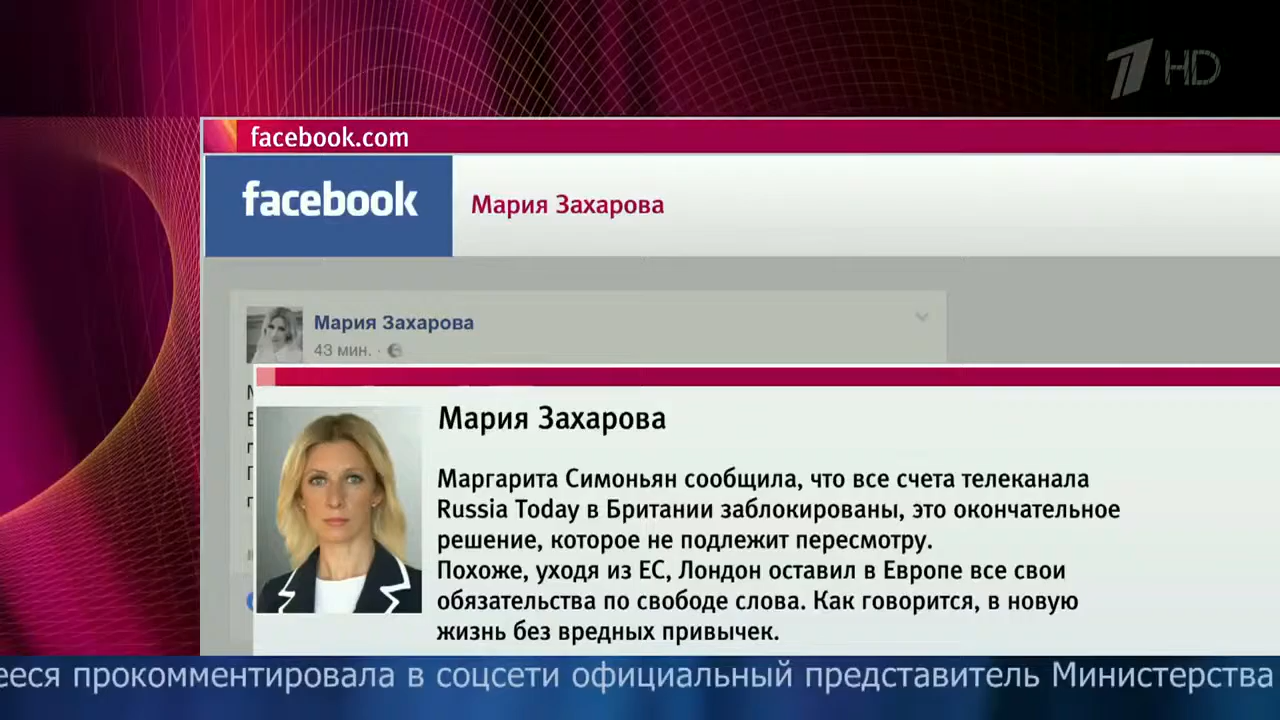 HD
facebook.com
facebook
Мария Захарова
Мария Захарова
43 мин. ·
Мария Захарова
Маргарита Симоньян сообщила, что все счета телеканала
Russia Today в Британии заблокированы, это окончательное
решение, которое не подлежит пересмотру.
Похоже, уходя из ЕС, Лондон оставил в Европе все свои
обязательства по свободе слова. Как говорится, в новую
жизнь без вредных привычек.
ееся прокомментировала в соцсети официальный представитель Министерства